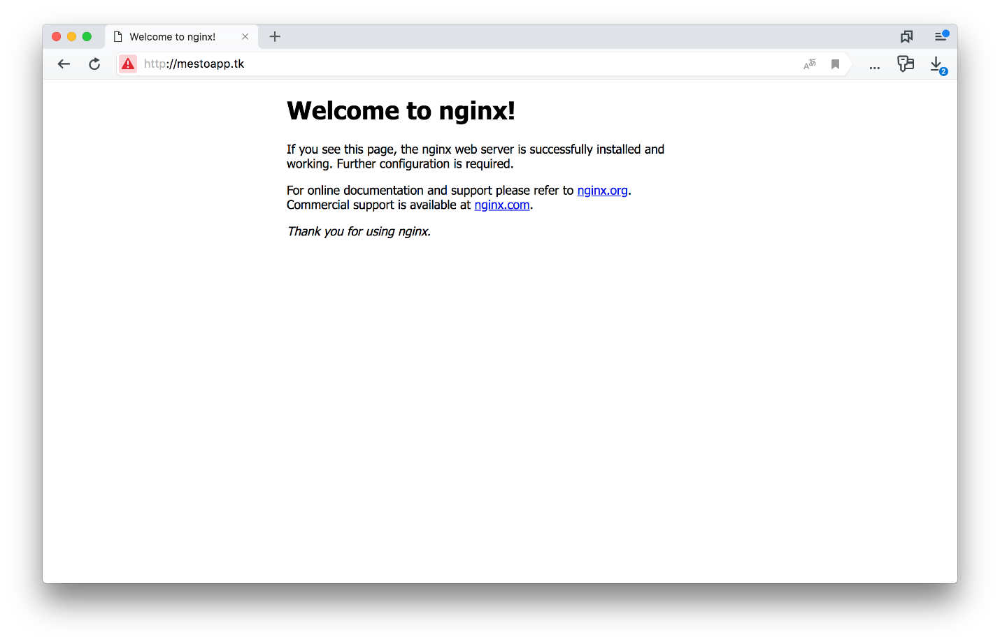 Welcome to nginx!
http://mestoapp.tk
2
Welcome to nginx!
If you see this page, the nginx web server is successfully installed and
working. Further configuration is required.
For online documentation and support please refer to nginx.org.
Commercial support is available at nginx.com.
Thank you for using nginx.